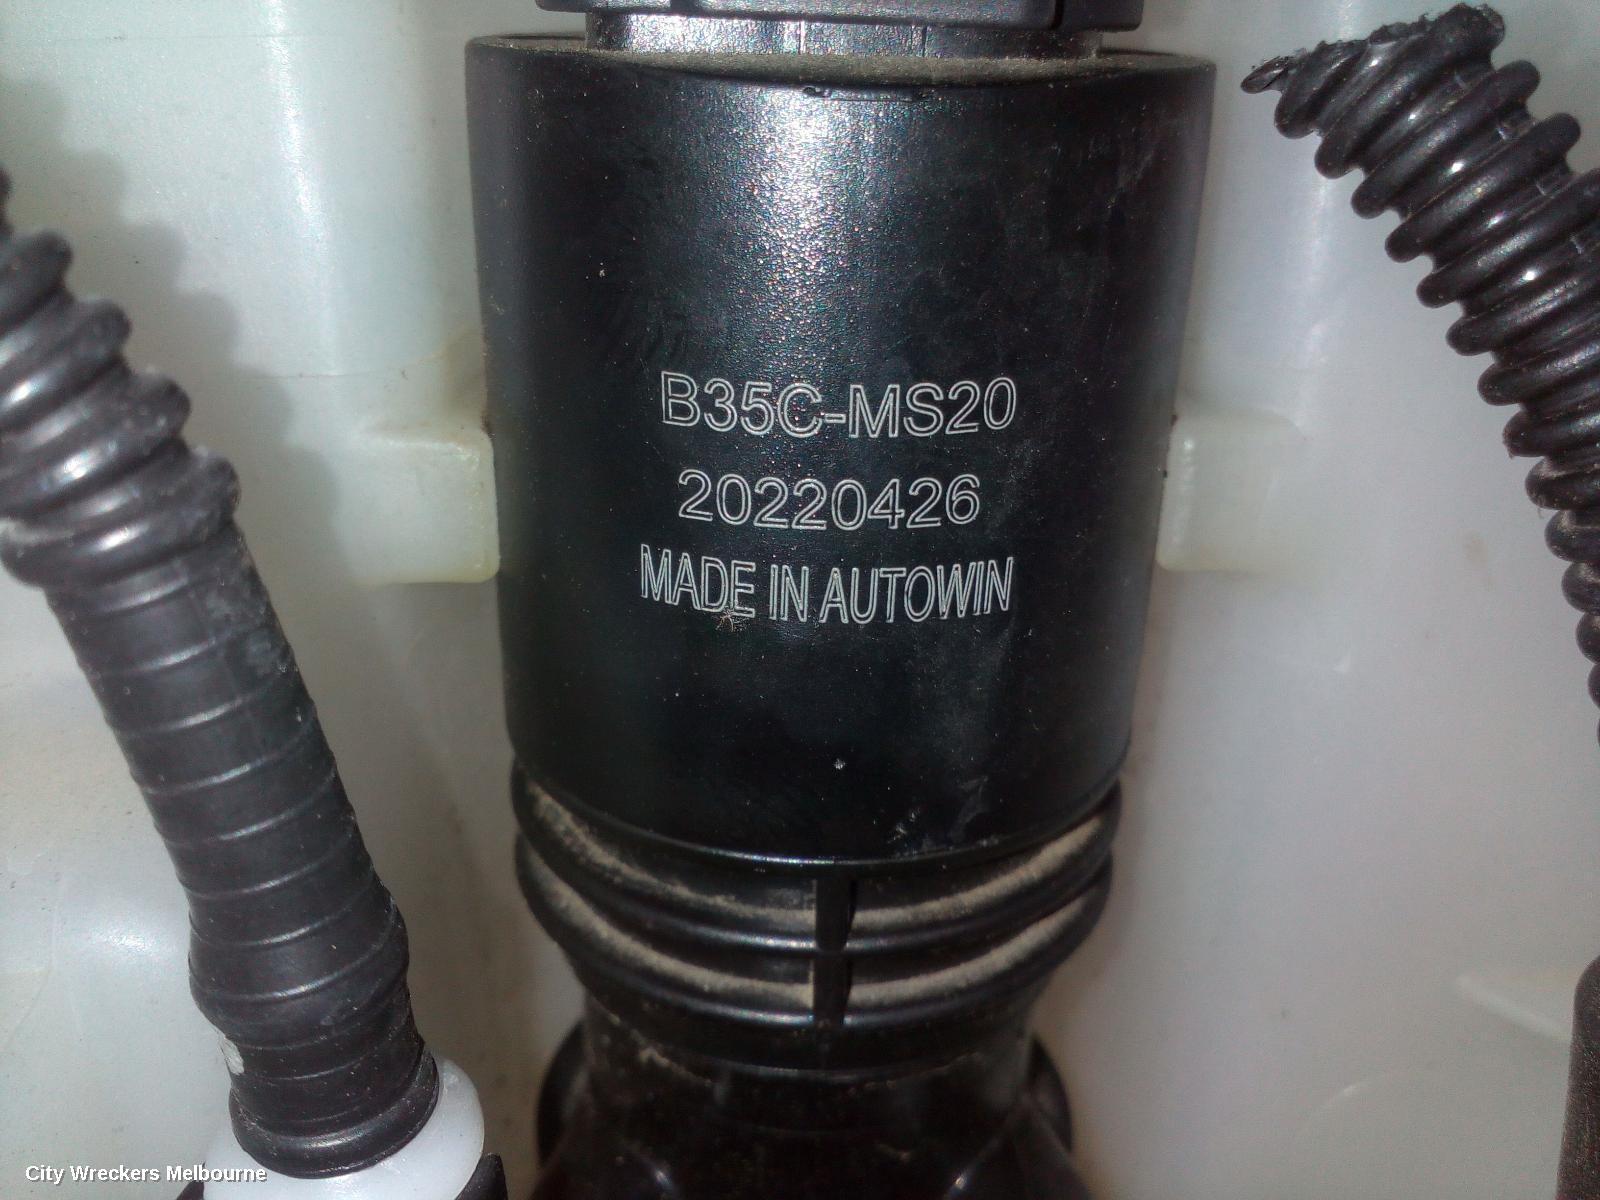 B35C-MS20
20220426
MADE IN AUTOWIN
City Wreckers Melbourne